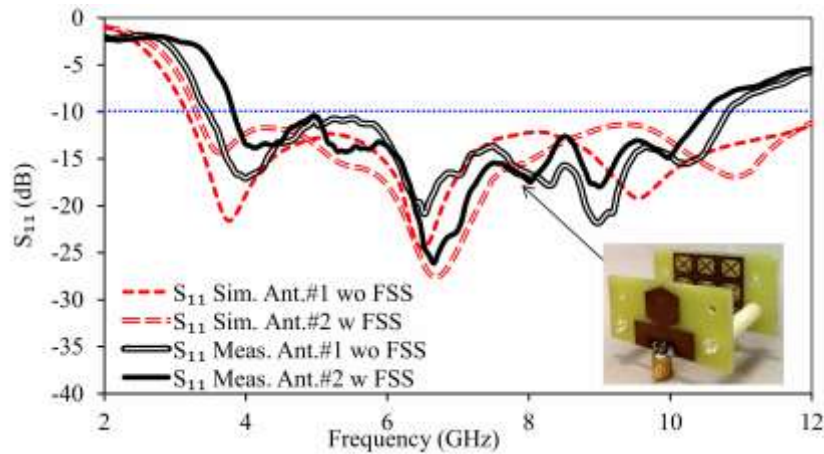 0
-5
-10
-15
-20
-25
-30
-35
-40
S₁₁ (dB)
S₁₁ Sim. Ant.#1 wo FSS
S₁₁ Sim. Ant.#2 w FSS
S₁₁ Meas. Ant.#1 wo FSS
S₁₁ Meas. Ant.#2 w FSS
2 4 6 8 10 12
Frequency (GHz)